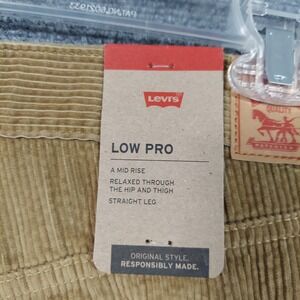 Levi's
LOW PRO
A MID RISE
RELAXED THROUGH
THE HIP AND THIGH
STRAIGHT LEG
ORIGINAL STYLE.
RESPONSIBLY MADE.